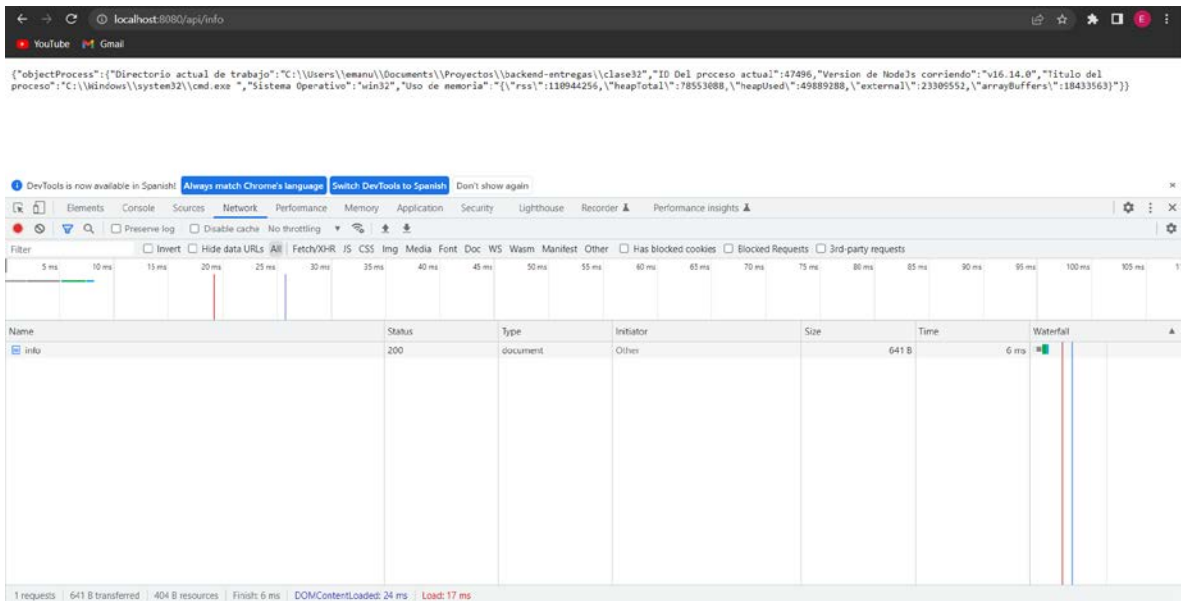 localhost:8080/api/info
E
YouTube Gmail
{"objectProcess":{"Directorio actual de trabajo":"C:\\Users\\emanu\\Documents\\Proyectos\\backend-entregas\\clase32","ID Del proceso actual":47496,"Version de NodeJs corriendo":"v16.14.0","Titulo del
proceso":"C:\\Windows\\system32\\cmd.exe ","Sistema Operativo":"win32","Uso de memoria":"{\"rss\":110944256,\"heapTotal\":78553088,\"heapUsed\":49889288,\"external\":23309552,\"arrayBuffers\":18433563}"}}
DevTools is now available in Spanish! Always match Chrome's language Switch DevTools to Spanish Don't show again
Elements Console Sources Network Performance Memory Application Security Lighthouse Recorder Performance insights
Preserve log Disable cache No throttling
Filter Invert Hide data URLs All Fetch/XHR JS CSS Img Media Font Doc WS Wasm Manifest Other Has blocked cookies Blocked Requests 3rd-party requests
5 ms 10 ms 15 ms 20 ms 25 ms 30 ms 35 ms 40 ms 45 ms 50 ms 55 ms 60 ms 65 ms 70 ms 75 ms 80 ms 85 ms 90 ms 95 ms 100 ms 105 ms 1
Name Status Type Initiator Size Time Waterfall
info 200 document Other 641 B 6 ms
1 requests 641 B transferred 404 B resources Finish: 6 ms DOMContentLoaded: 24 ms Load: 17 ms